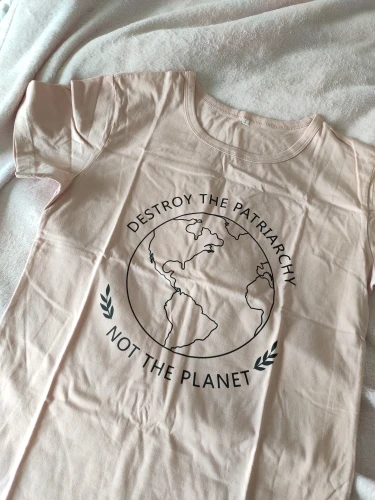 DESTROY THE PATRIARCHY
NOT THE PLANET